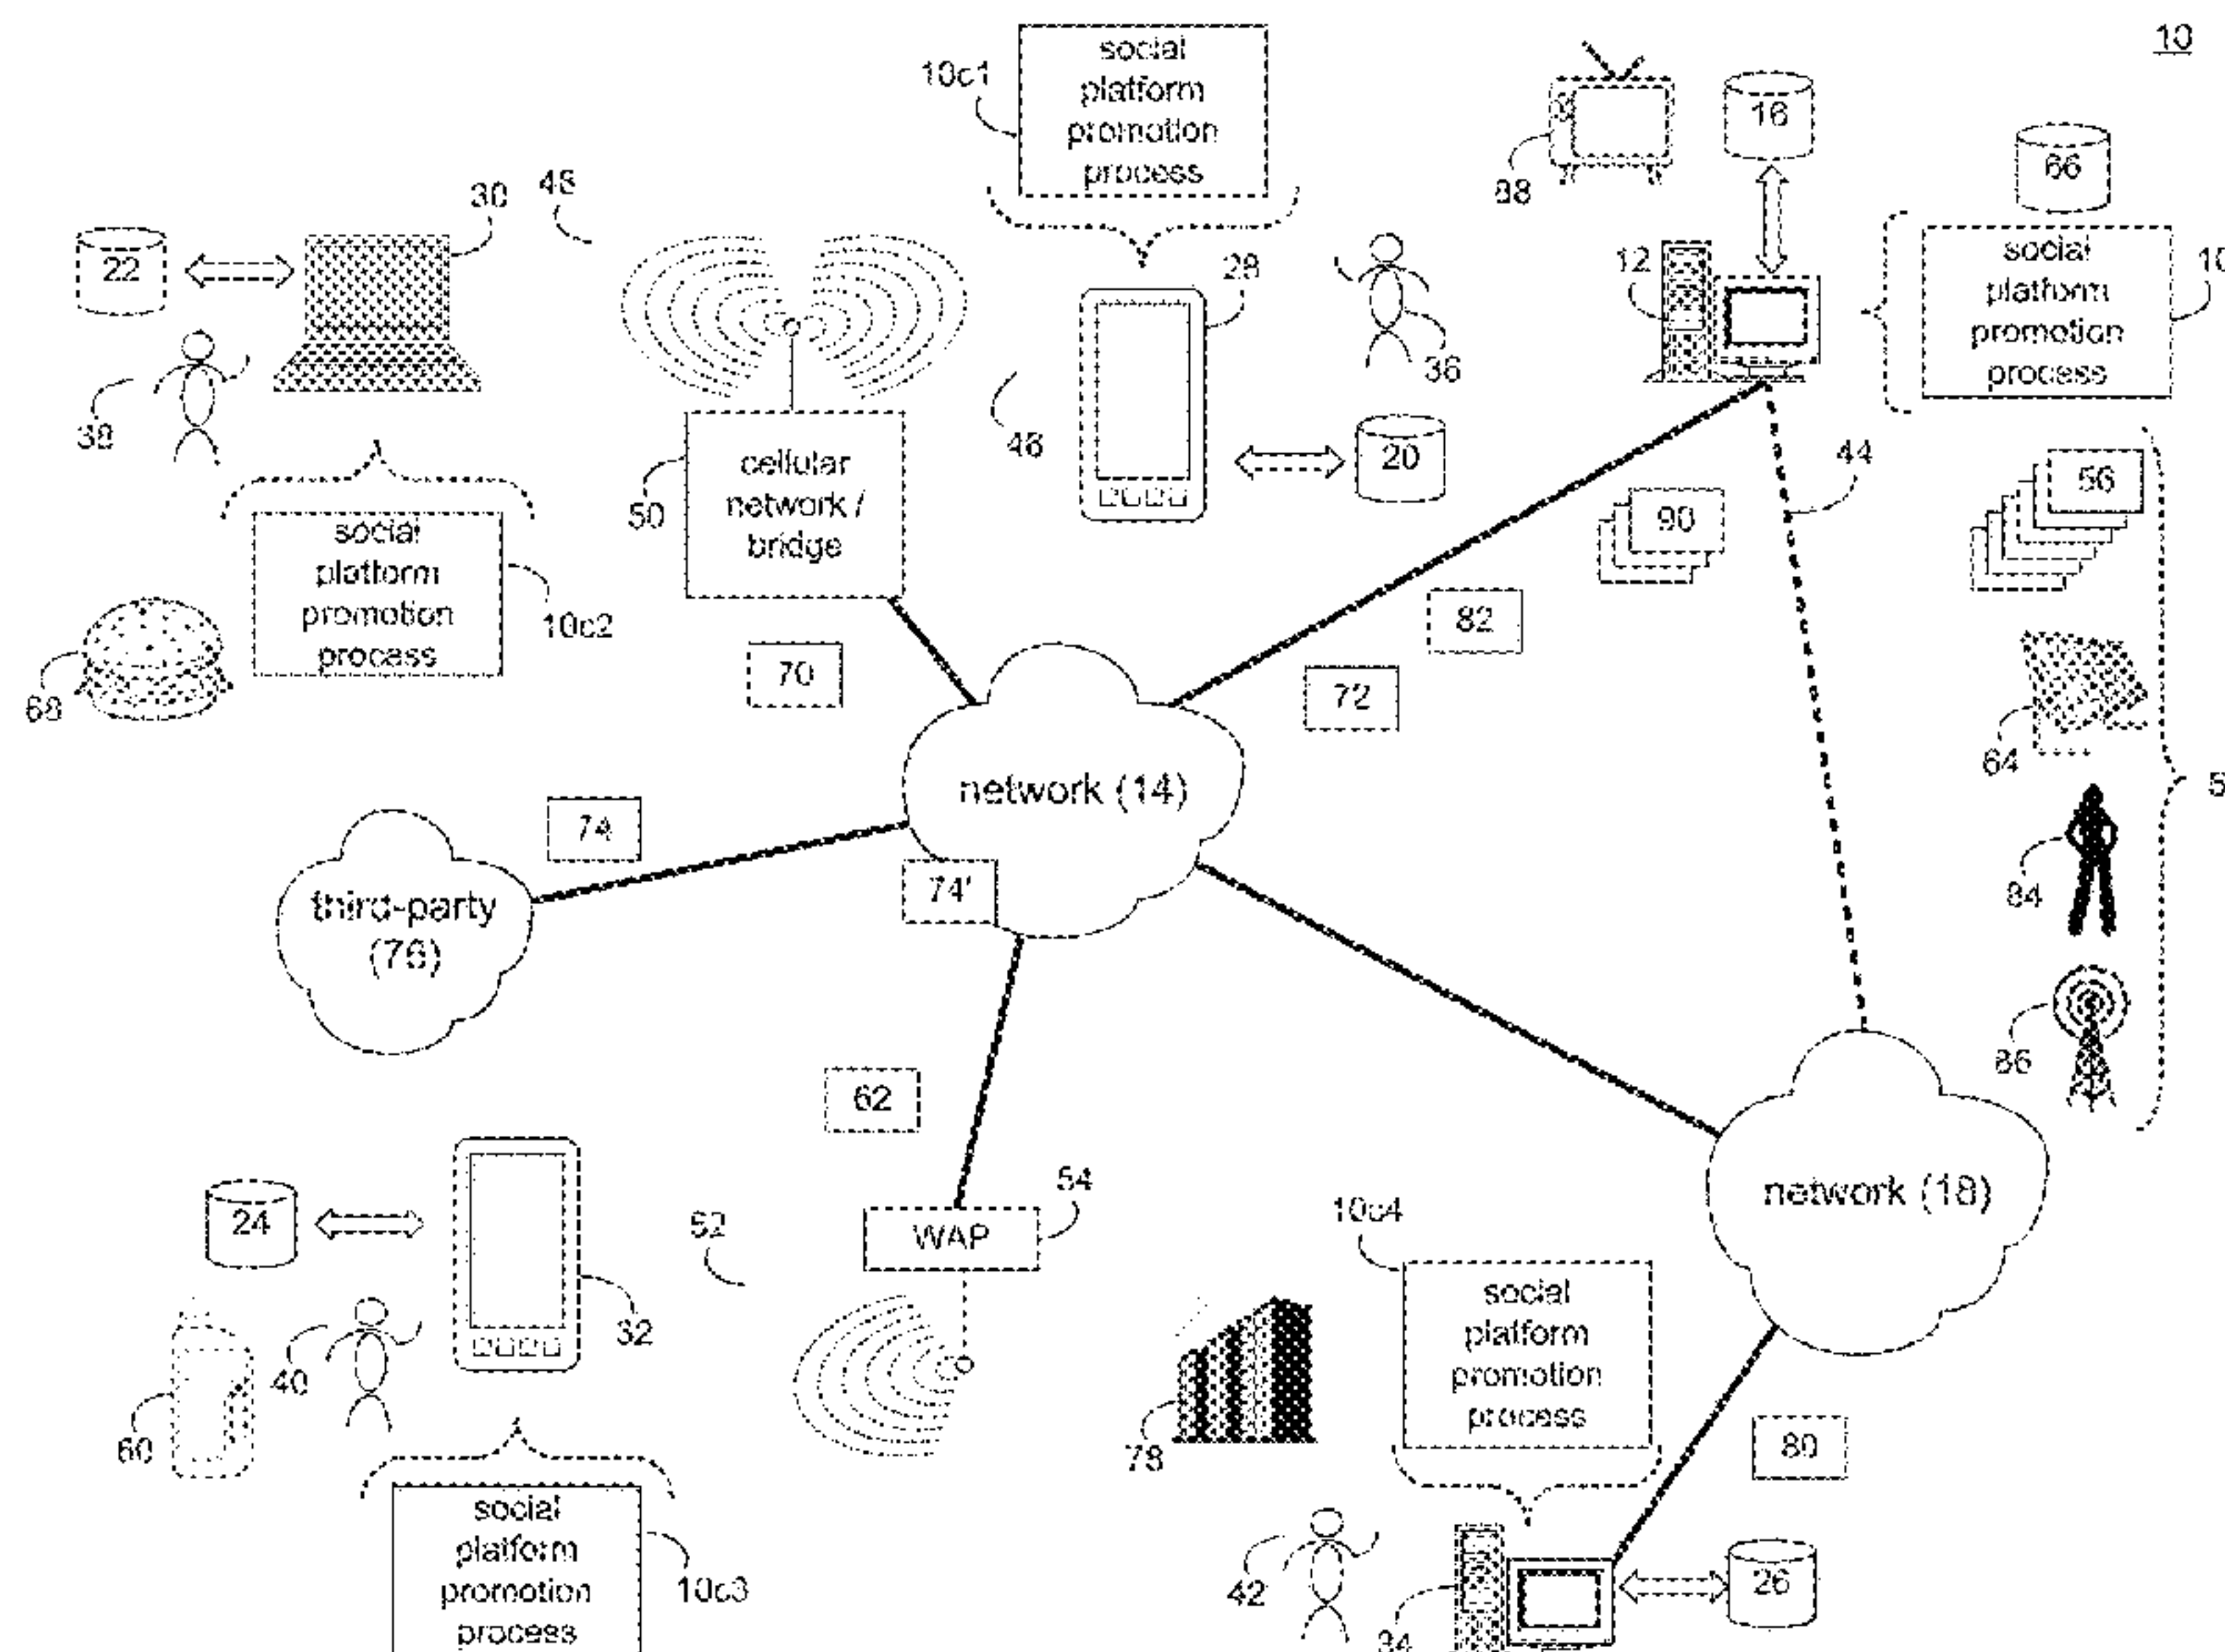 10
social
platform
promotion
process
10c1
16
88
66
social
platform
promotion
process
12
30
48
22
28
36
38
46
20
44
cellular
network /
bridge
50
56
90
social
platform
promotion
process
10c2
82
68
70
72
64
network (14)
74
74'
third-party
(76)
84
86
62
54
WAP
52
24
32
40
60
network (18)
10c4
social
platform
promotion
process
78
80
social
platform
promotion
process
10c3
42
26
34